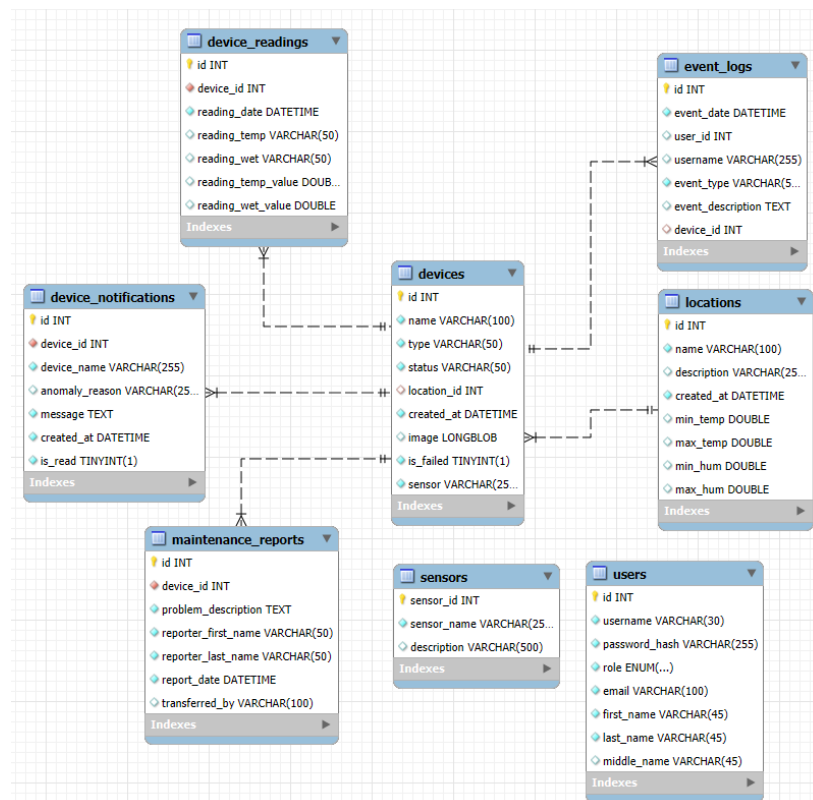 device_readings
id INT
device_id INT
reading_date DATETIME
reading_temp VARCHAR(50)
reading_wet VARCHAR(50)
reading_temp_value DOUB...
reading_wet_value DOUBLE
Indexes
event_logs
id INT
event_date DATETIME
user_id INT
username VARCHAR(255)
event_type VARCHAR(5...
event_description TEXT
device_id INT
Indexes
device_notifications
id INT
device_id INT
device_name VARCHAR(255)
anomaly_reason VARCHAR(25...
message TEXT
created_at DATETIME
is_read TINYINT(1)
Indexes
devices
id INT
name VARCHAR(100)
type VARCHAR(50)
status VARCHAR(50)
location_id INT
created_at DATETIME
image LONGBLOB
is_failed TINYINT(1)
sensor VARCHAR(25...
Indexes
locations
id INT
name VARCHAR(100)
description VARCHAR(25...
created_at DATETIME
min_temp DOUBLE
max_temp DOUBLE
min_hum DOUBLE
max_hum DOUBLE
Indexes
maintenance_reports
id INT
device_id INT
problem_description TEXT
reporter_first_name VARCHAR(50)
reporter_last_name VARCHAR(50)
report_date DATETIME
transferred_by VARCHAR(100)
Indexes
sensors
sensor_id INT
sensor_name VARCHAR(25...
description VARCHAR(500)
Indexes
users
id INT
username VARCHAR(30)
password_hash VARCHAR(255)
role ENUM(...)
email VARCHAR(100)
first_name VARCHAR(45)
last_name VARCHAR(45)
middle_name VARCHAR(45)
Indexes